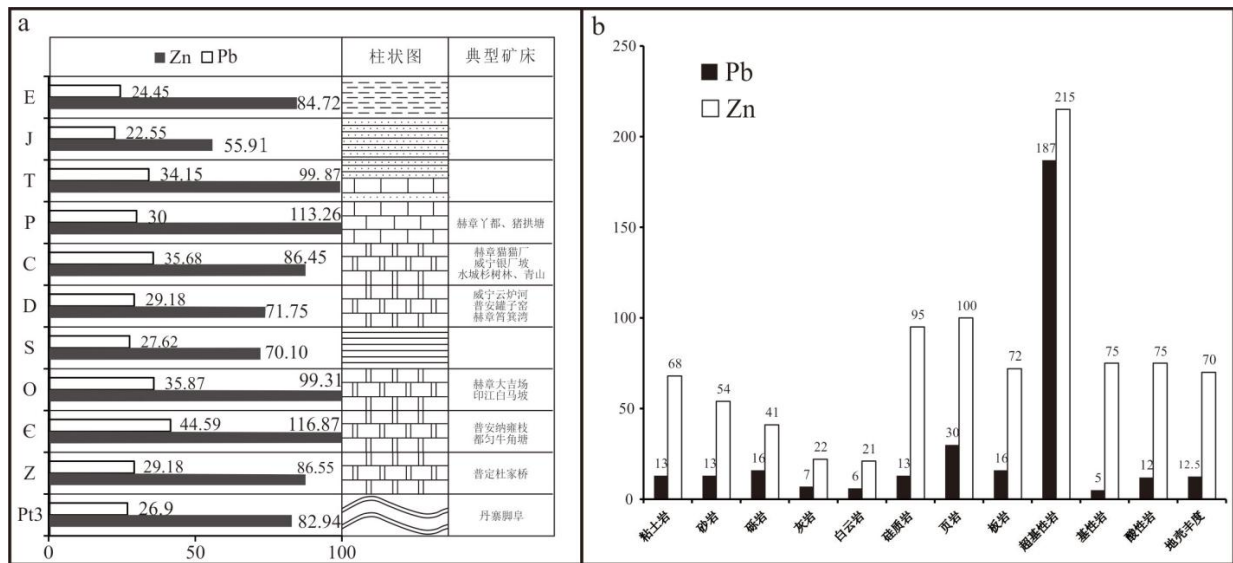 a
Zn Pb 柱状图 典型矿床
E 24.45
84.72
J 22.55
55.91
T 34.15
99.87
P 30
113.26
赫章丫都、猪拱塘
C 35.68
86.45
赫章猫猫厂
威宁银厂坡
水城杉树林、青山
D 29.18
71.75
威宁云炉河
普安罐子窑
赫章筲箕湾
S 27.62
70.10
O 35.87
99.31
赫章大吉场
印江白马坡
Є 44.59
116.87
普安纳雍枝
都匀牛角塘
Z 29.18
86.55
普定杜家桥
Pt3 26.9
82.94
丹寨脚阜
0 50 100
b
250
200
150
100
50
0
Pb
Zn
13 68
13 54
16 41
7 22
6 21
13 95
30 100
16 72
187 215
5 75
12 75
12.5 70
粘土岩 砂岩 砾岩 灰岩 白云岩 硅质岩 页岩 板岩 超基性岩 基性岩 酸性岩 地壳丰度